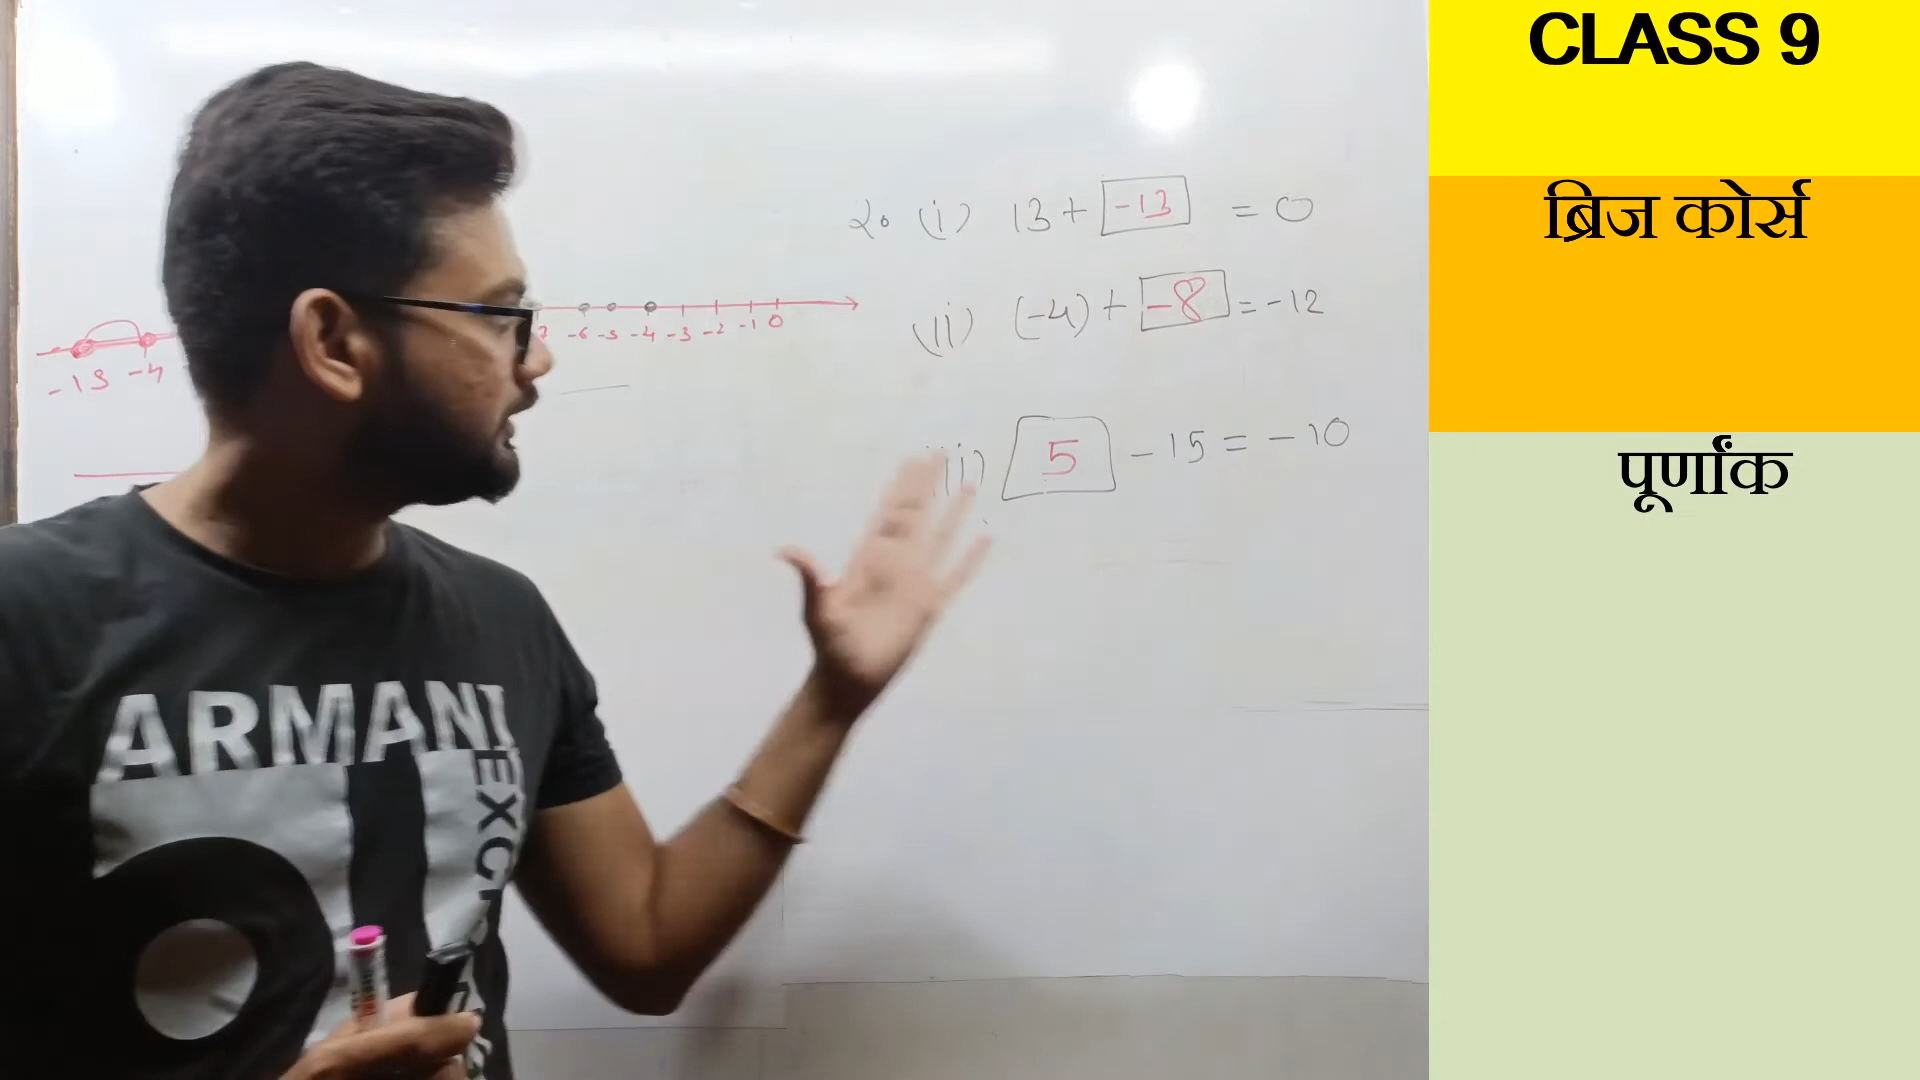 CLASS 9
ब्रिज कोर्स
पूर्णांक
२० (i) 13 + -13 = 0
(ii) (-4) + -8 = -12
5 - 15 = -10
-6 -5 -4 -3 -2 -1 0
-13 -4
ARMANI